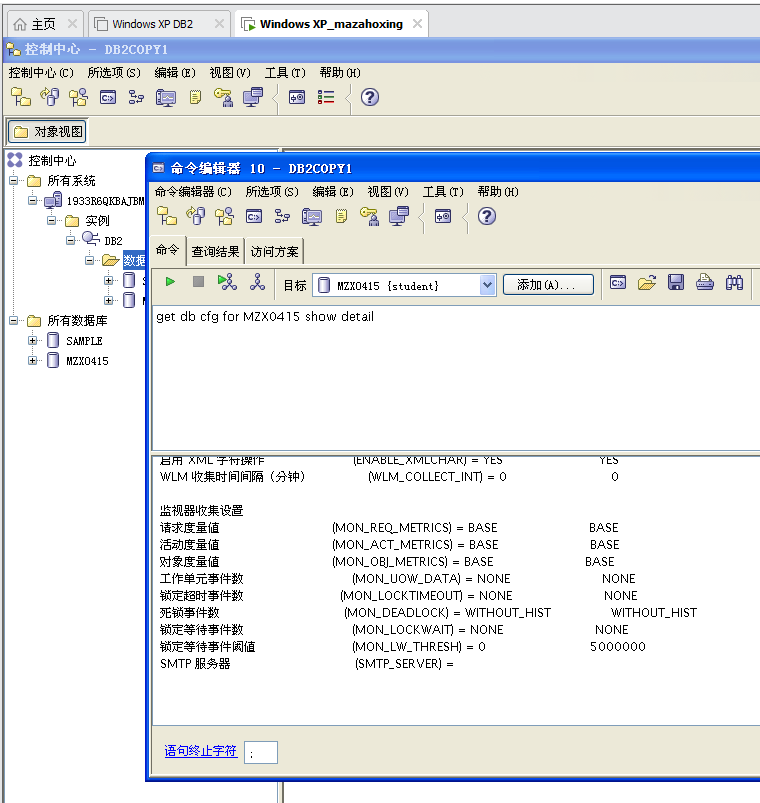 主页 Windows XP DB2 Windows XP_mazahoxing
控制中心 - DB2COPY1
控制中心(C) 所选项(S) 编辑(E) 视图(V) 工具(T) 帮助(H)
对象视图
控制中心
所有系统
1933R6QKBAJTBM
实例
DB2
数据
S
M
所有数据库
SAMPLE
MZX0415
命令编辑器 10 - DB2COPY1
命令编辑器(C) 所选项(S) 编辑(E) 视图(V) 工具(T) 帮助(H)
命令 查询结果 访问方案
目标 MZX0415 {student} 添加(A)...
get db cfg for MZX0415 show detail
启用 XML 字符操作 (ENABLE_XMLCHAR) = YES YES
WLM 收集时间间隔（分钟） (WLM_COLLECT_INT) = 0 0
监视器收集设置
请求度量值 (MON_REQ_METRICS) = BASE BASE
活动度量值 (MON_ACT_METRICS) = BASE BASE
对象度量值 (MON_OBJ_METRICS) = BASE BASE
工作单元事件数 (MON_UOW_DATA) = NONE NONE
锁定超时事件数 (MON_LOCKTIMEOUT) = NONE NONE
死锁事件数 (MON_DEADLOCK) = WITHOUT_HIST WITHOUT_HIST
锁定等待事件数 (MON_LOCKWAIT) = NONE NONE
锁定等待事件阈值 (MON_LW_THRESH) = 0 5000000
SMTP 服务器 (SMTP_SERVER) =
语句终止字符 ;